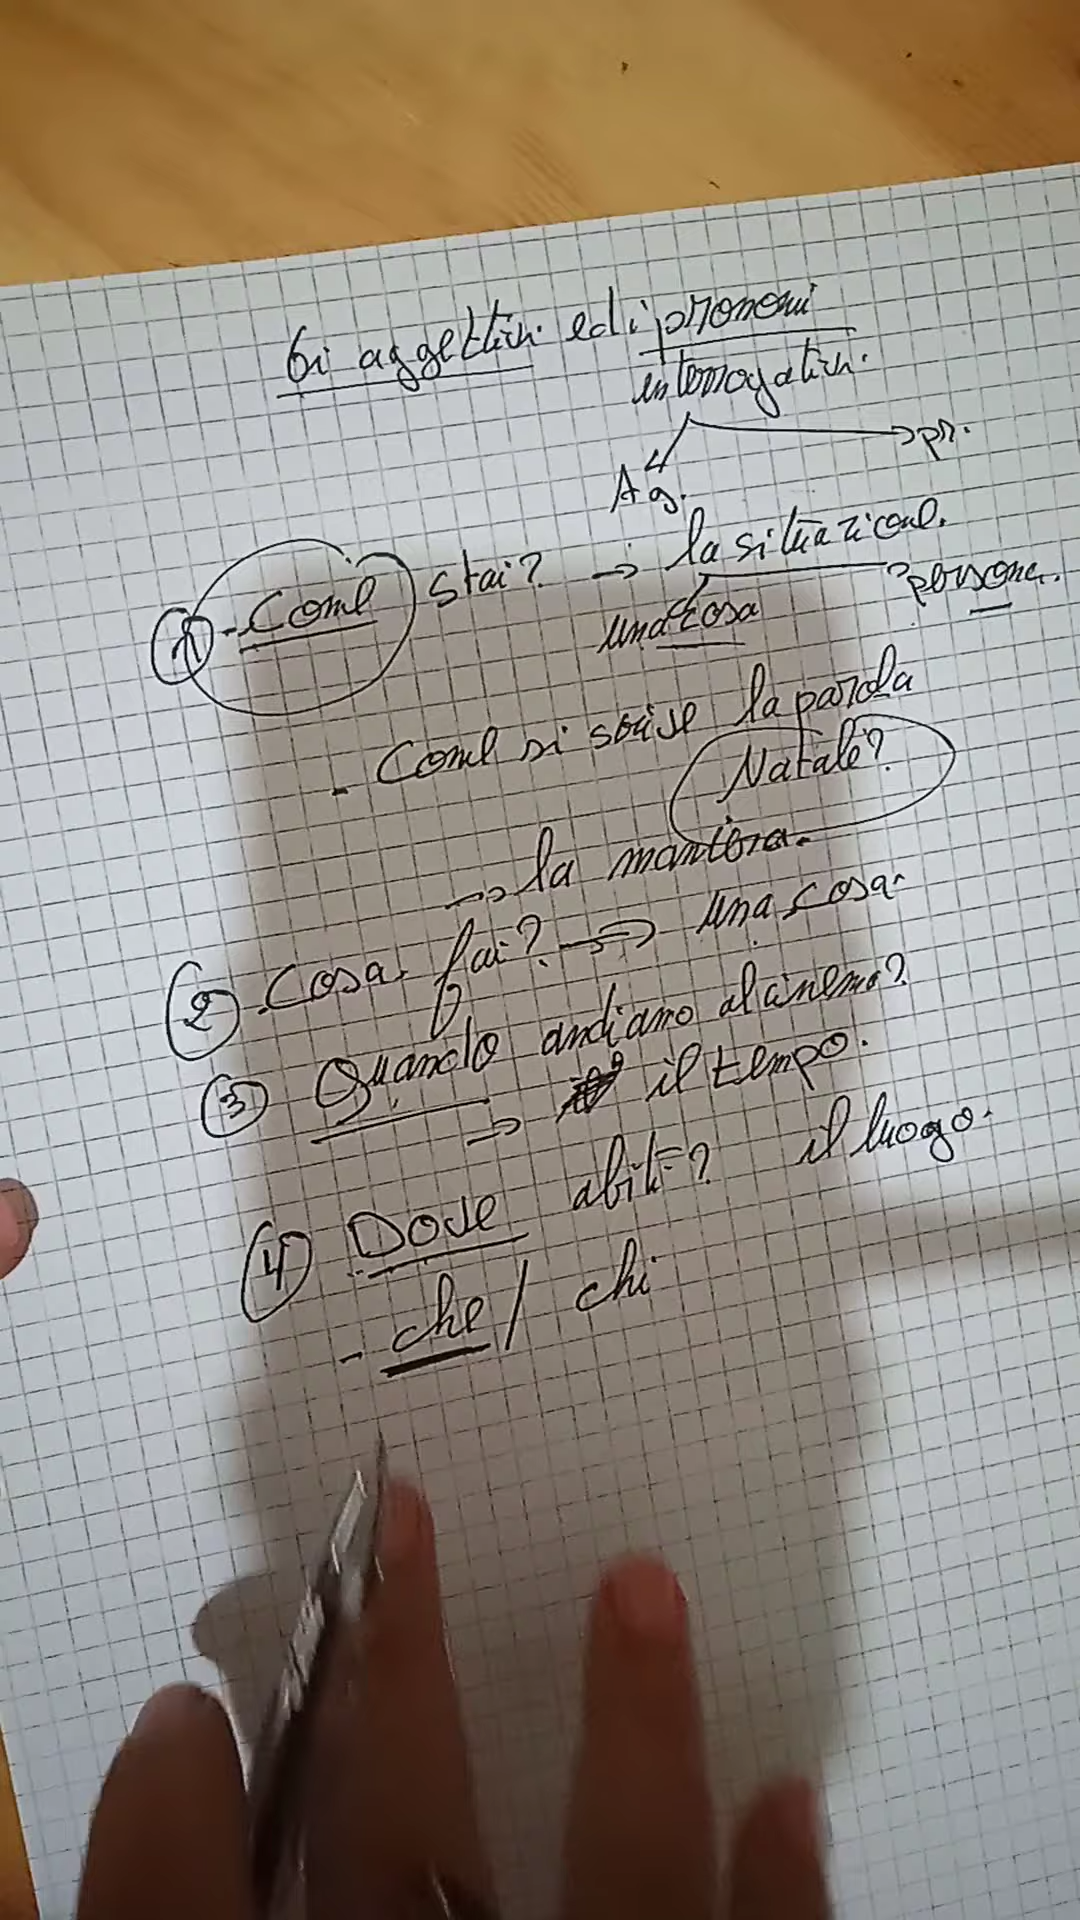 Gi aggettivi ed i pronomi
interrogativi.
Ag. pr.
1 - Come stai? → la situazione.
una cosa persona.
- Come si scrive la parola
Natale?
→ la maniera.
2 - Cosa fai? → una cosa.
3 Quando andiamo al cinema?
→ il tempo.
4 Dove abiti? il luogo.
- che / chi